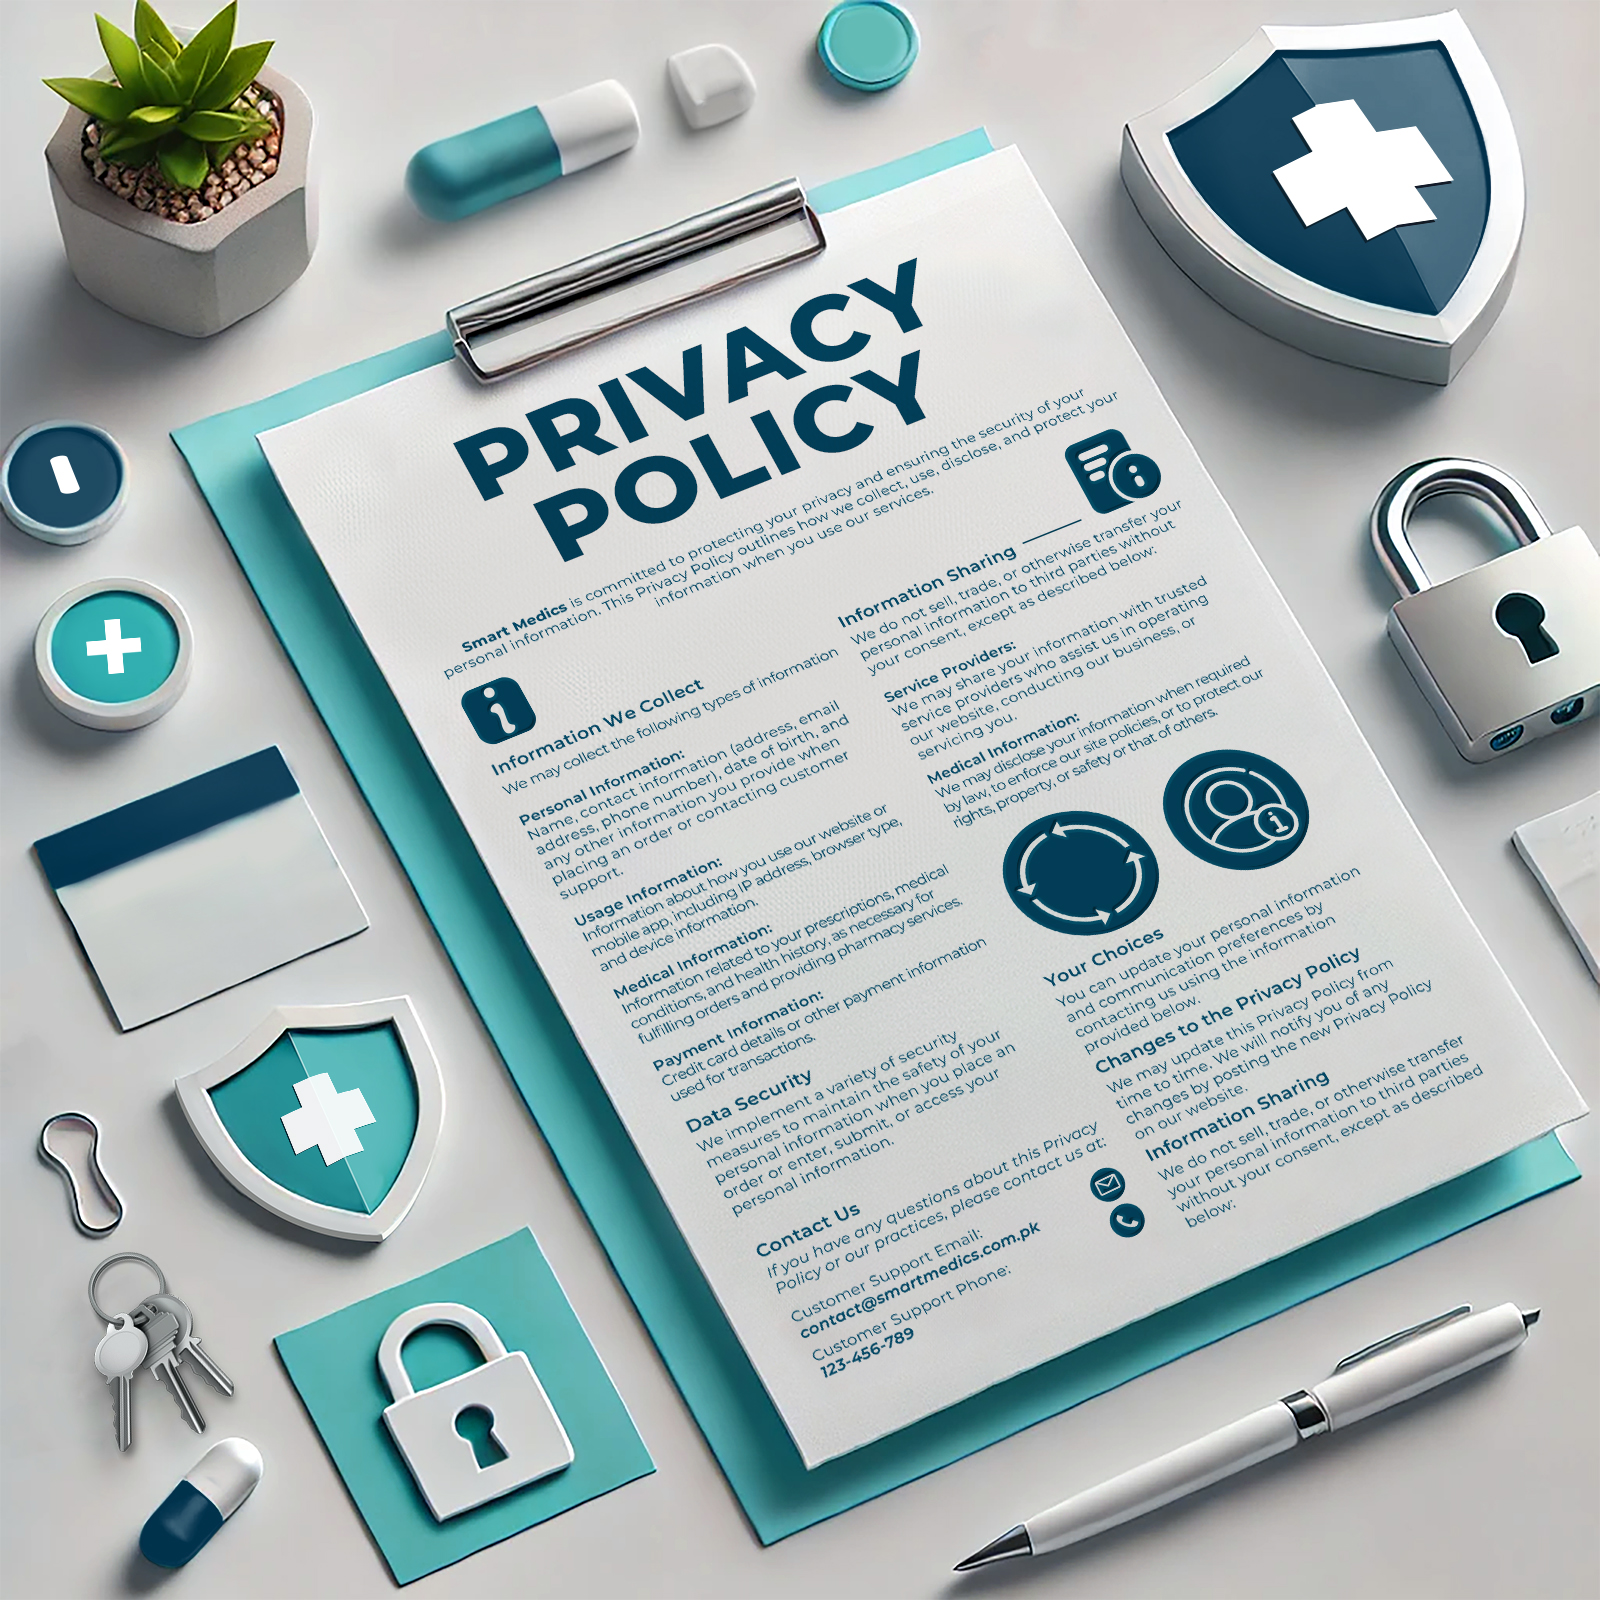 PRIVACY
POLICY
Smart Medics is committed to protecting your privacy and ensuring the security of your
personal information. This Privacy Policy outlines how we collect, use, disclose, and protect your
information when you use our services.
Information We Collect
We may collect the following types of information
Personal Information:
Name, contact information (address, email
address, phone number), date of birth, and
any other information you provide when
placing an order or contacting customer
support.
Usage Information:
Information about how you use our website or
mobile app, including IP address, browser type,
and device information.
Medical Information:
Information related to your prescriptions, medical
conditions, and health history, as necessary for
fulfilling orders and providing pharmacy services.
Payment Information:
Credit card details or other payment information
used for transactions.
Data Security
We implement a variety of security
measures to maintain the safety of your
personal information when you place an
order or enter, submit, or access your
personal information.
Contact Us
If you have any questions about this Privacy
Policy or our practices, please contact us at:
Customer Support Email:
contact@smartmedics.com.pk
Customer Support Phone:
123-456-789
Information Sharing
We do not sell, trade, or otherwise transfer your
personal information to third parties without
your consent, except as described below:
Service Providers:
We may share your information with trusted
service providers who assist us in operating
our website, conducting our business, or
servicing you.
Medical Information:
We may disclose your information when required
by law, to enforce our site policies, or to protect our
rights, property, or safety or that of others.
Your Choices
You can update your personal information
and communication preferences by
contacting us using the information
provided below.
Changes to the Privacy Policy
We may update this Privacy Policy from
time to time. We will notify you of any
changes by posting the new Privacy Policy
on our website.
Information Sharing
We do not sell, trade, or otherwise transfer
your personal information to third parties
without your consent, except as described
below: